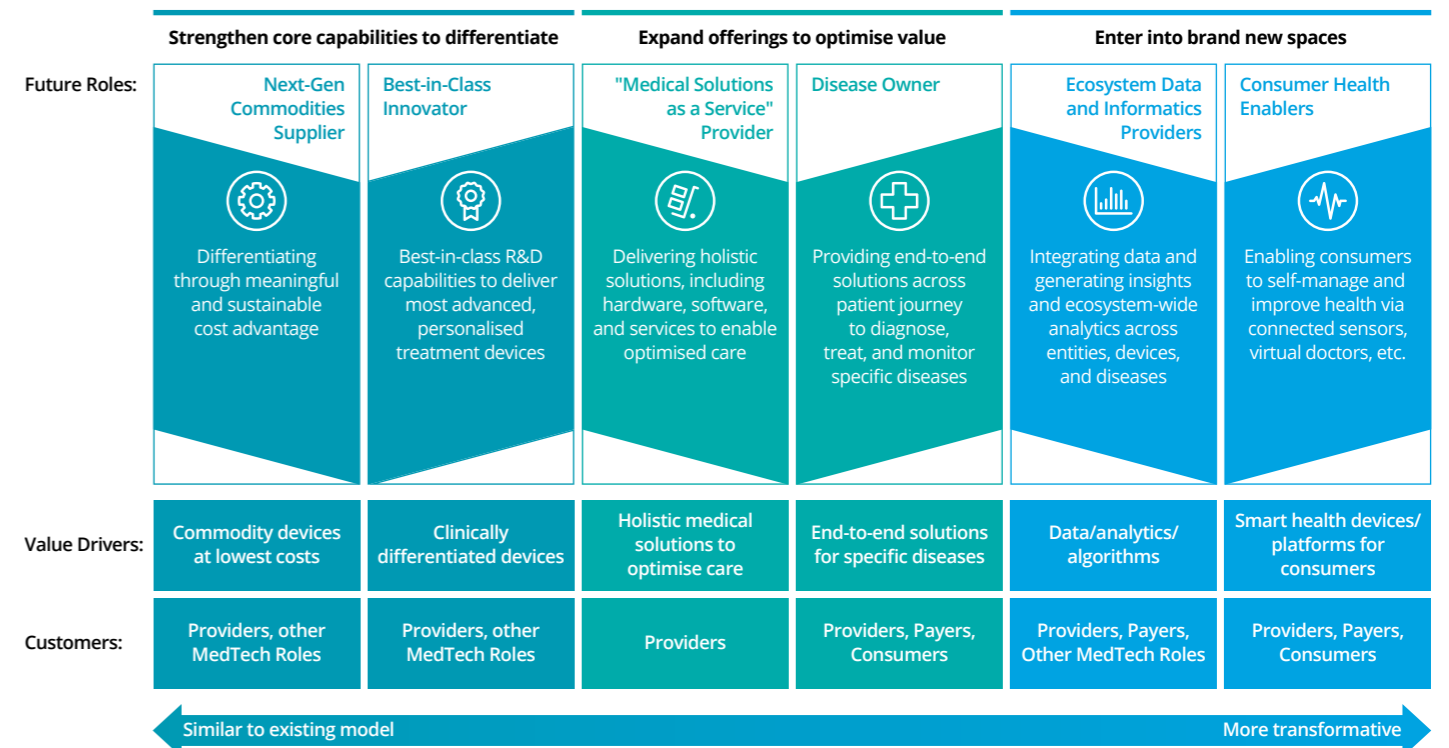 Strengthen core capabilities to differentiate
Expand offerings to optimise value
Enter into brand new spaces
Future Roles:
Next-Gen
Commodities
Supplier
Best-in-Class
Innovator
"Medical Solutions
as a Service"
Provider
Disease Owner
Ecosystem Data
and Informatics
Providers
Consumer Health
Enablers
Differentiating
through meaningful
and sustainable
cost advantage
Best-in-class R&D
capabilities to deliver
most advanced,
personalised
treatment devices
Delivering holistic
solutions, including
hardware, software,
and services to enable
optimised care
Providing end-to-end
solutions across
patient journey
to diagnose,
treat, and monitor
specific diseases
Integrating data and
generating insights
and ecosystem-wide
analytics across
entities, devices,
and diseases
Enabling consumers
to self-manage and
improve health via
connected sensors,
virtual doctors, etc.
Value Drivers:
Commodity devices
at lowest costs
Clinically
differentiated devices
Holistic medical
solutions to
optimise care
End-to-end solutions
for specific diseases
Data/analytics/
algorithms
Smart health devices/
platforms for
consumers
Customers:
Providers, other
MedTech Roles
Providers, other
MedTech Roles
Providers
Providers, Payers,
Consumers
Providers, Payers,
Other MedTech Roles
Providers, Payers,
Consumers
Similar to existing model
More transformative